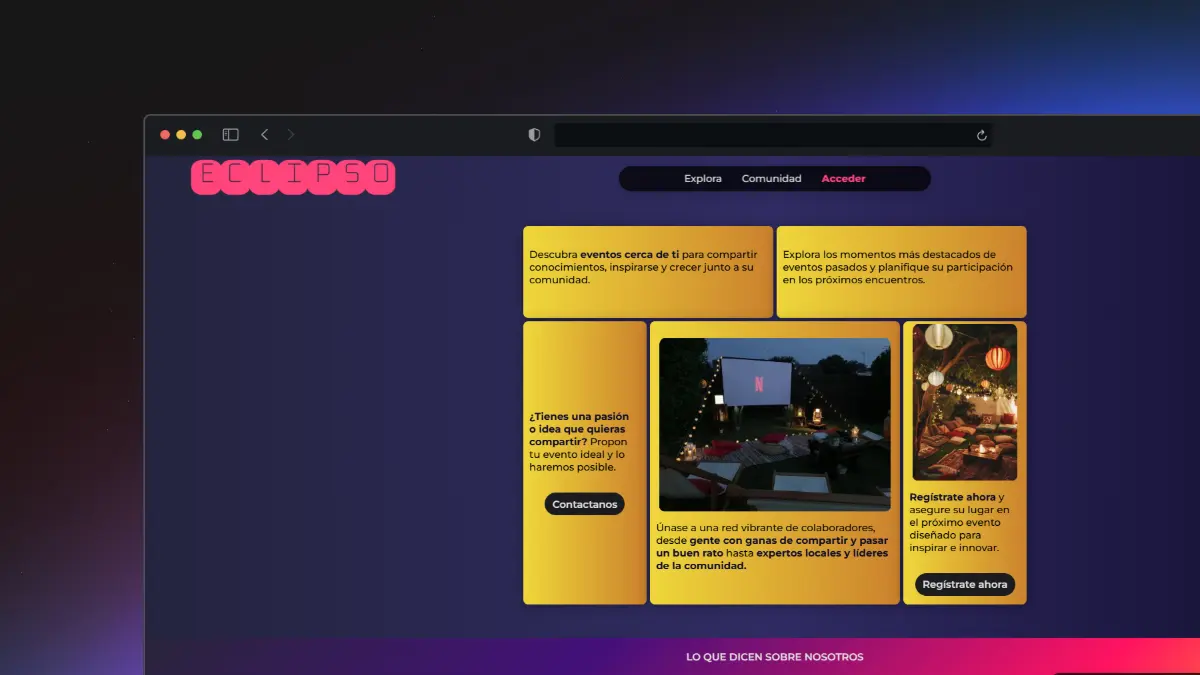 ECLIPSO
Explora Comunidad Acceder
Descubra eventos cerca de ti para compartir
conocimientos, inspirarse y crecer junto a su
comunidad.
Explora los momentos más destacados de
eventos pasados y planifique su participación
en los próximos encuentros.
¿Tienes una pasión
o idea que quieras
compartir? Propon
tu evento ideal y lo
haremos posible.
Contactanos
N
Únase a una red vibrante de colaboradores,
desde gente con ganas de compartir y pasar
un buen rato hasta expertos locales y líderes
de la comunidad.
Regístrate ahora y
asegure su lugar en
el próximo evento
diseñado para
inspirar e innovar.
Regístrate ahora
LO QUE DICEN SOBRE NOSOTROS